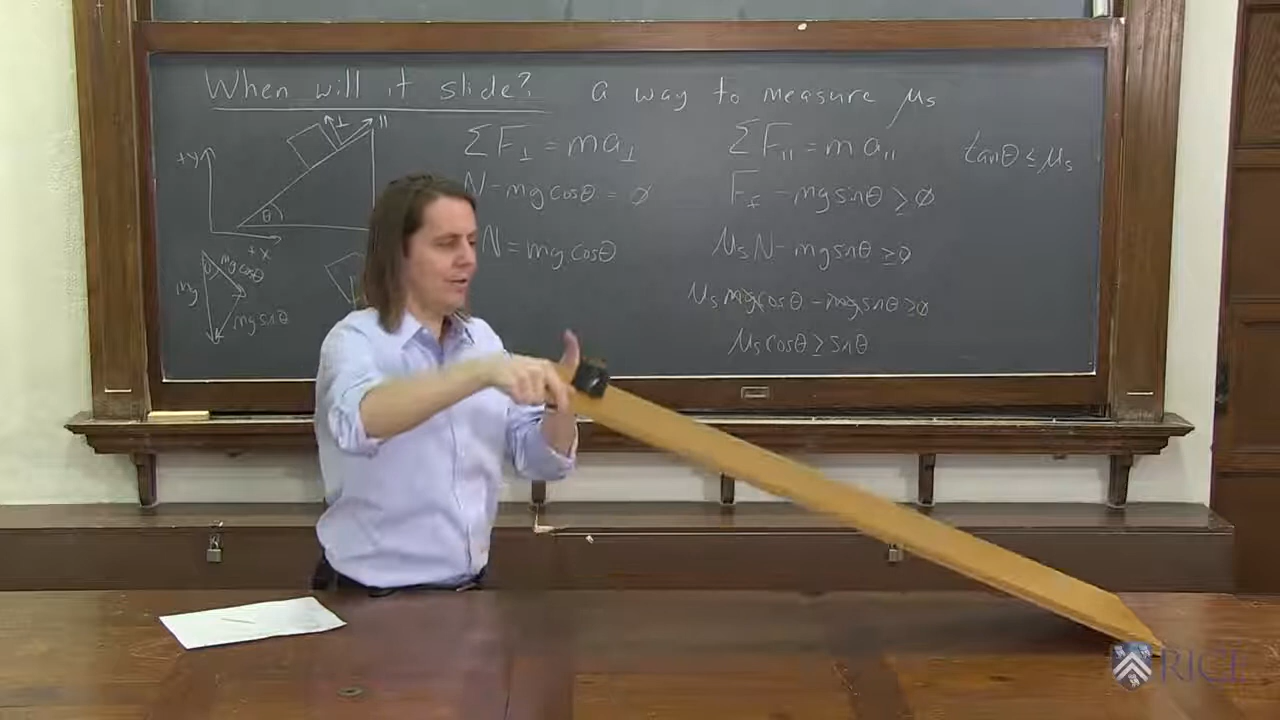 When will it slide? a way to measure μs
⊥ ||
+y
θ
+x
mg
θ
mg cosθ
mg sinθ
ΣF⊥ = ma⊥
N - mg cosθ = ∅
N = mg cosθ
ΣF|| = ma||
Ff - mg sinθ ≥ ∅
μs N - mg sinθ ≥ ∅
μs mg cosθ - mg sinθ ≥ ∅
μs cosθ ≥ sinθ
tanθ ≤ μs
RICE